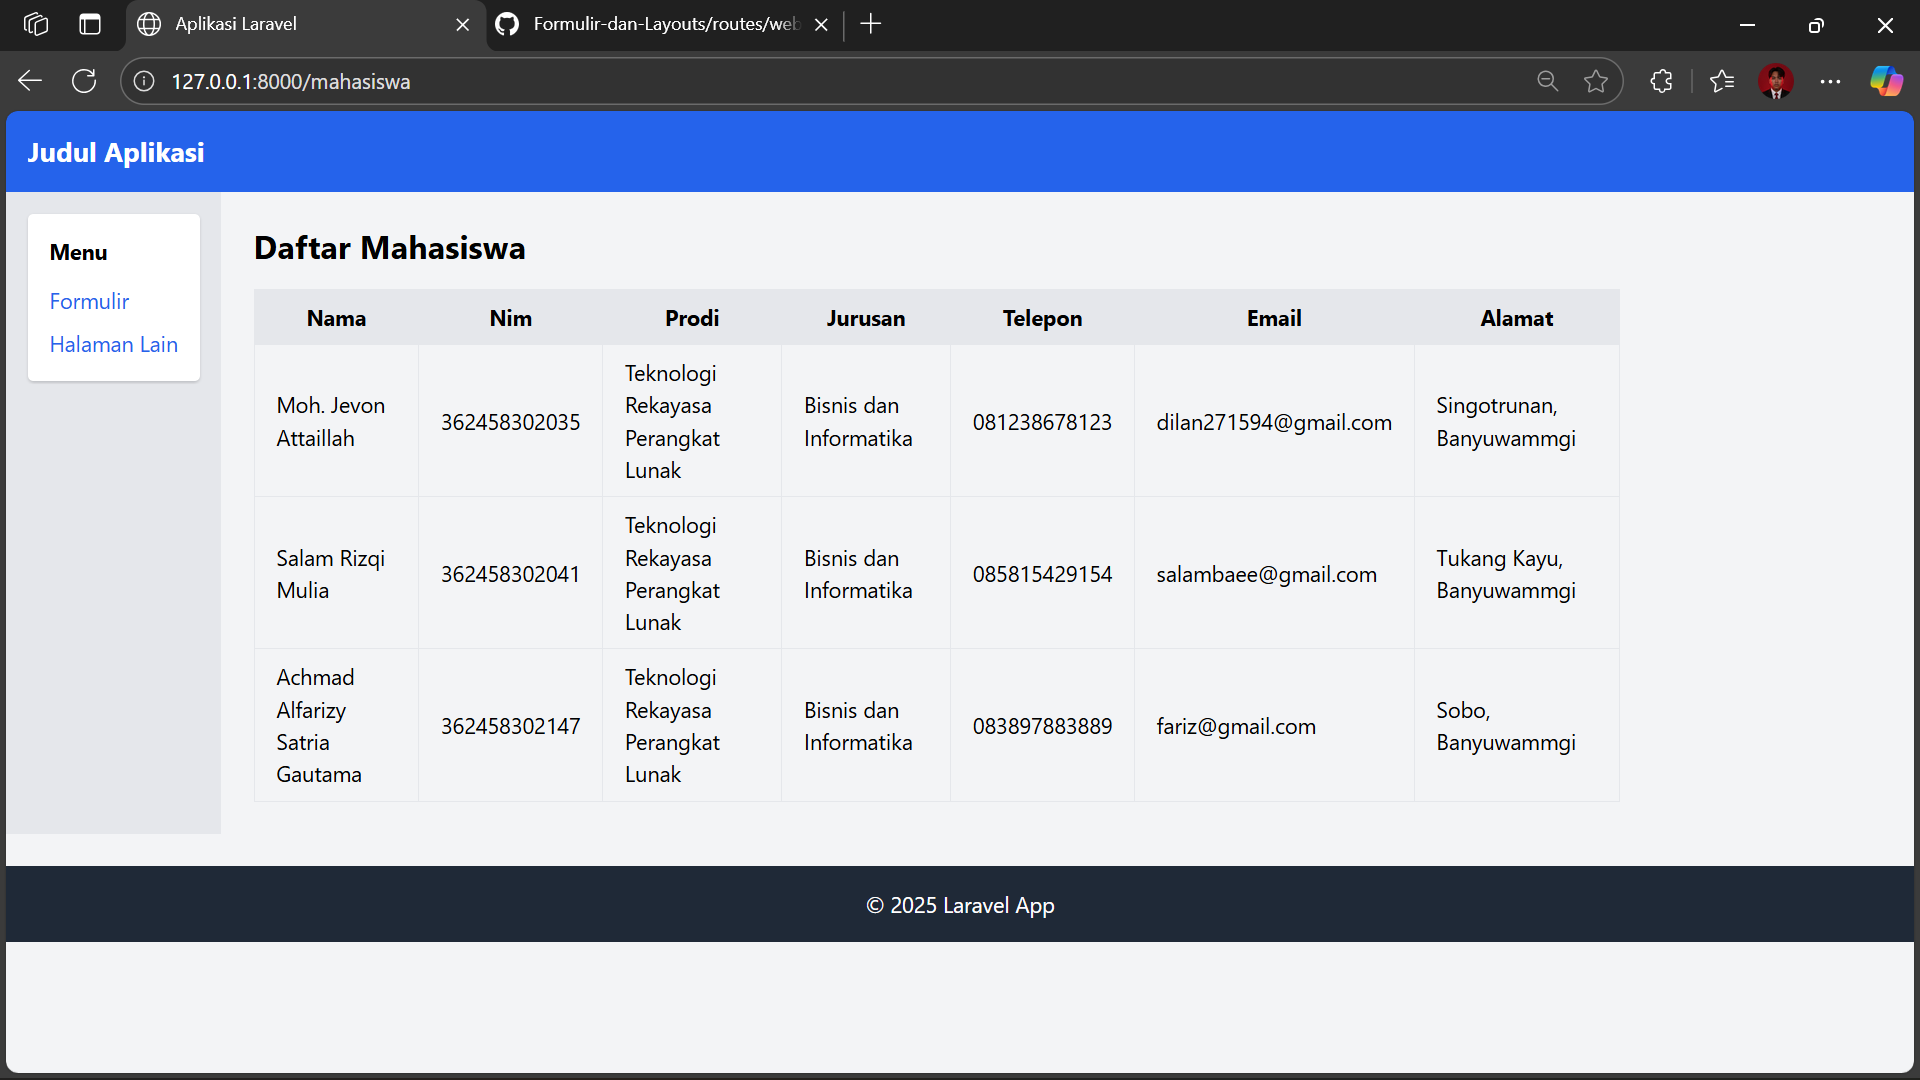 Aplikasi Laravel
Formulir-dan-Layouts/routes/web
127.0.0.1:8000/mahasiswa
Judul Aplikasi
Menu
Formulir
Halaman Lain
Daftar Mahasiswa
Nama Nim Prodi Jurusan Telepon Email Alamat
Moh. Jevon
Attaillah
362458302035
Teknologi
Rekayasa
Perangkat
Lunak
Bisnis dan
Informatika
081238678123
dilan271594@gmail.com
Singotrunan,
Banyuwammgi
Salam Rizqi
Mulia
362458302041
Teknologi
Rekayasa
Perangkat
Lunak
Bisnis dan
Informatika
085815429154
salambaee@gmail.com
Tukang Kayu,
Banyuwammgi
Achmad
Alfarizy
Satria
Gautama
362458302147
Teknologi
Rekayasa
Perangkat
Lunak
Bisnis dan
Informatika
083897883889
fariz@gmail.com
Sobo,
Banyuwammgi
© 2025 Laravel App